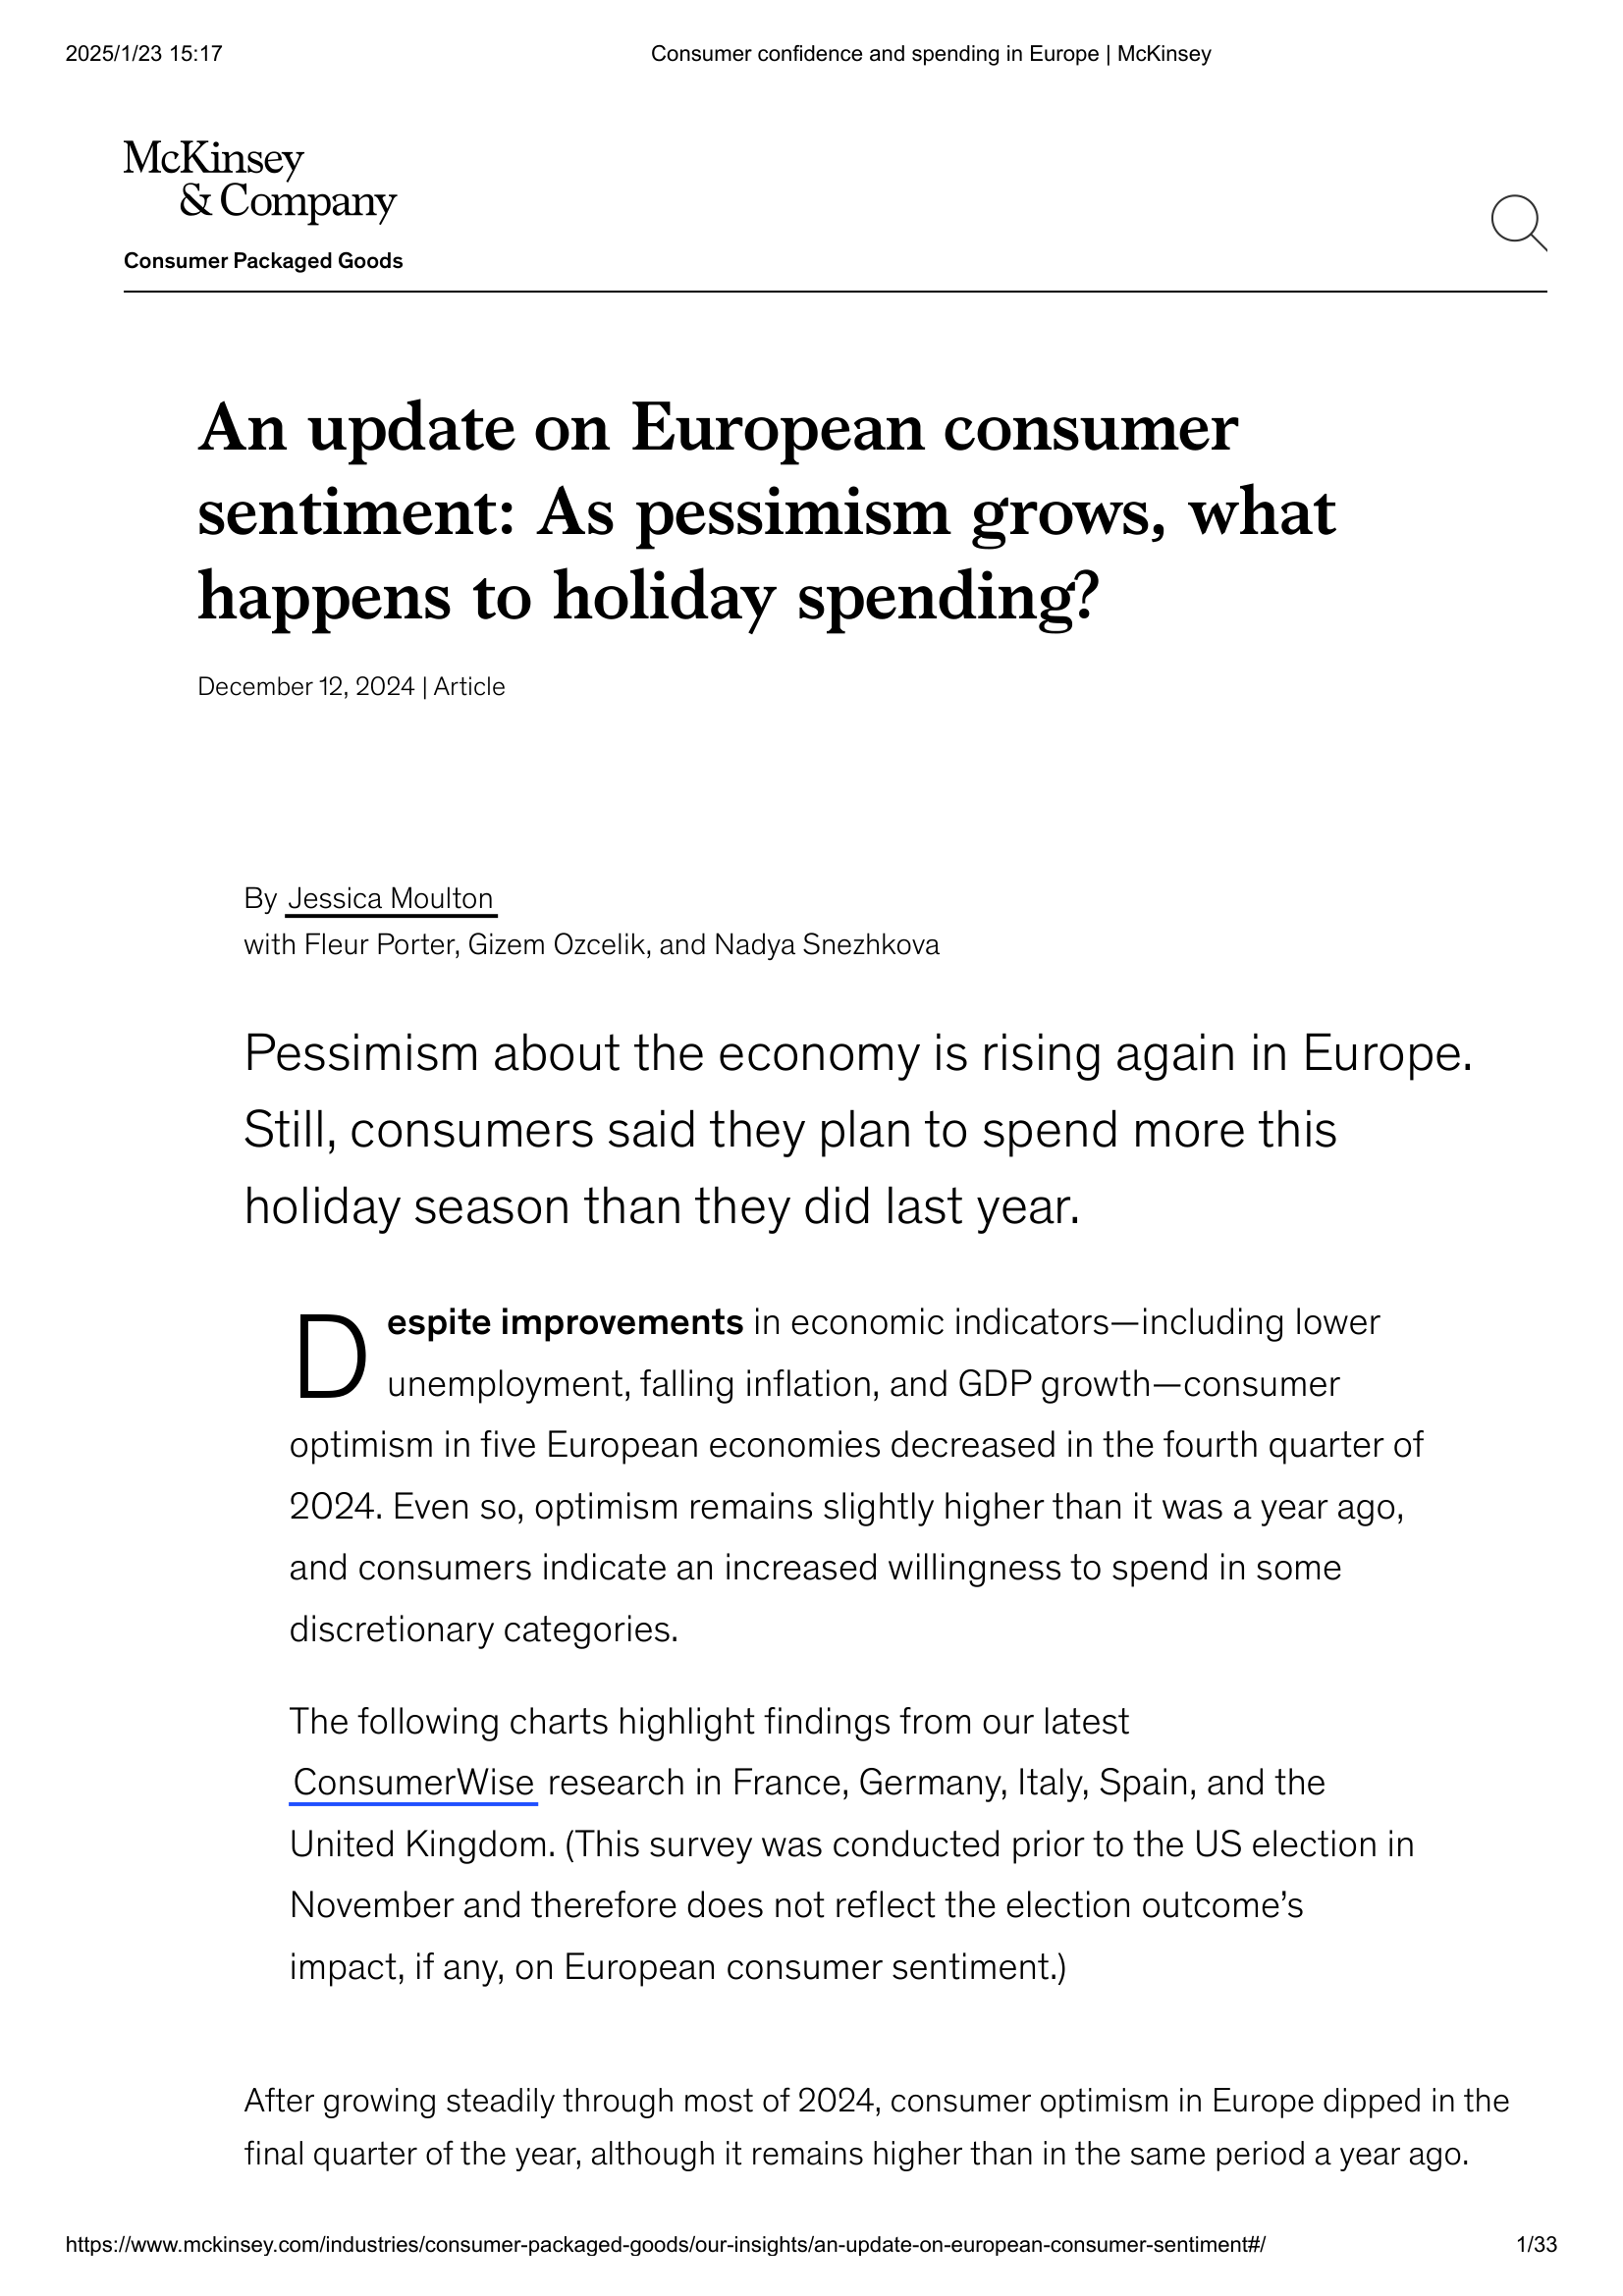 2025/1/23 15:17
Consumer confidence and spending in Europe | McKinsey
McKinsey
& Company
Consumer Packaged Goods
An update on European consumer
sentiment: As pessimism grows, what
happens to holiday spending?
December 12, 2024 | Article
By Jessica Moulton
with Fleur Porter, Gizem Ozcelik, and Nadya Snezhkova
Pessimism about the economy is rising again in Europe.
Still, consumers said they plan to spend more this
holiday season than they did last year.
Despite improvements in economic indicators—including lower
unemployment, falling inflation, and GDP growth—consumer
optimism in five European economies decreased in the fourth quarter of
2024. Even so, optimism remains slightly higher than it was a year ago,
and consumers indicate an increased willingness to spend in some
discretionary categories.
The following charts highlight findings from our latest
ConsumerWise research in France, Germany, Italy, Spain, and the
United Kingdom. (This survey was conducted prior to the US election in
November and therefore does not reflect the election outcome’s
impact, if any, on European consumer sentiment.)
After growing steadily through most of 2024, consumer optimism in Europe dipped in the
final quarter of the year, although it remains higher than in the same period a year ago.
https://www.mckinsey.com/industries/consumer-packaged-goods/our-insights/an-update-on-european-consumer-sentiment#/
1/33